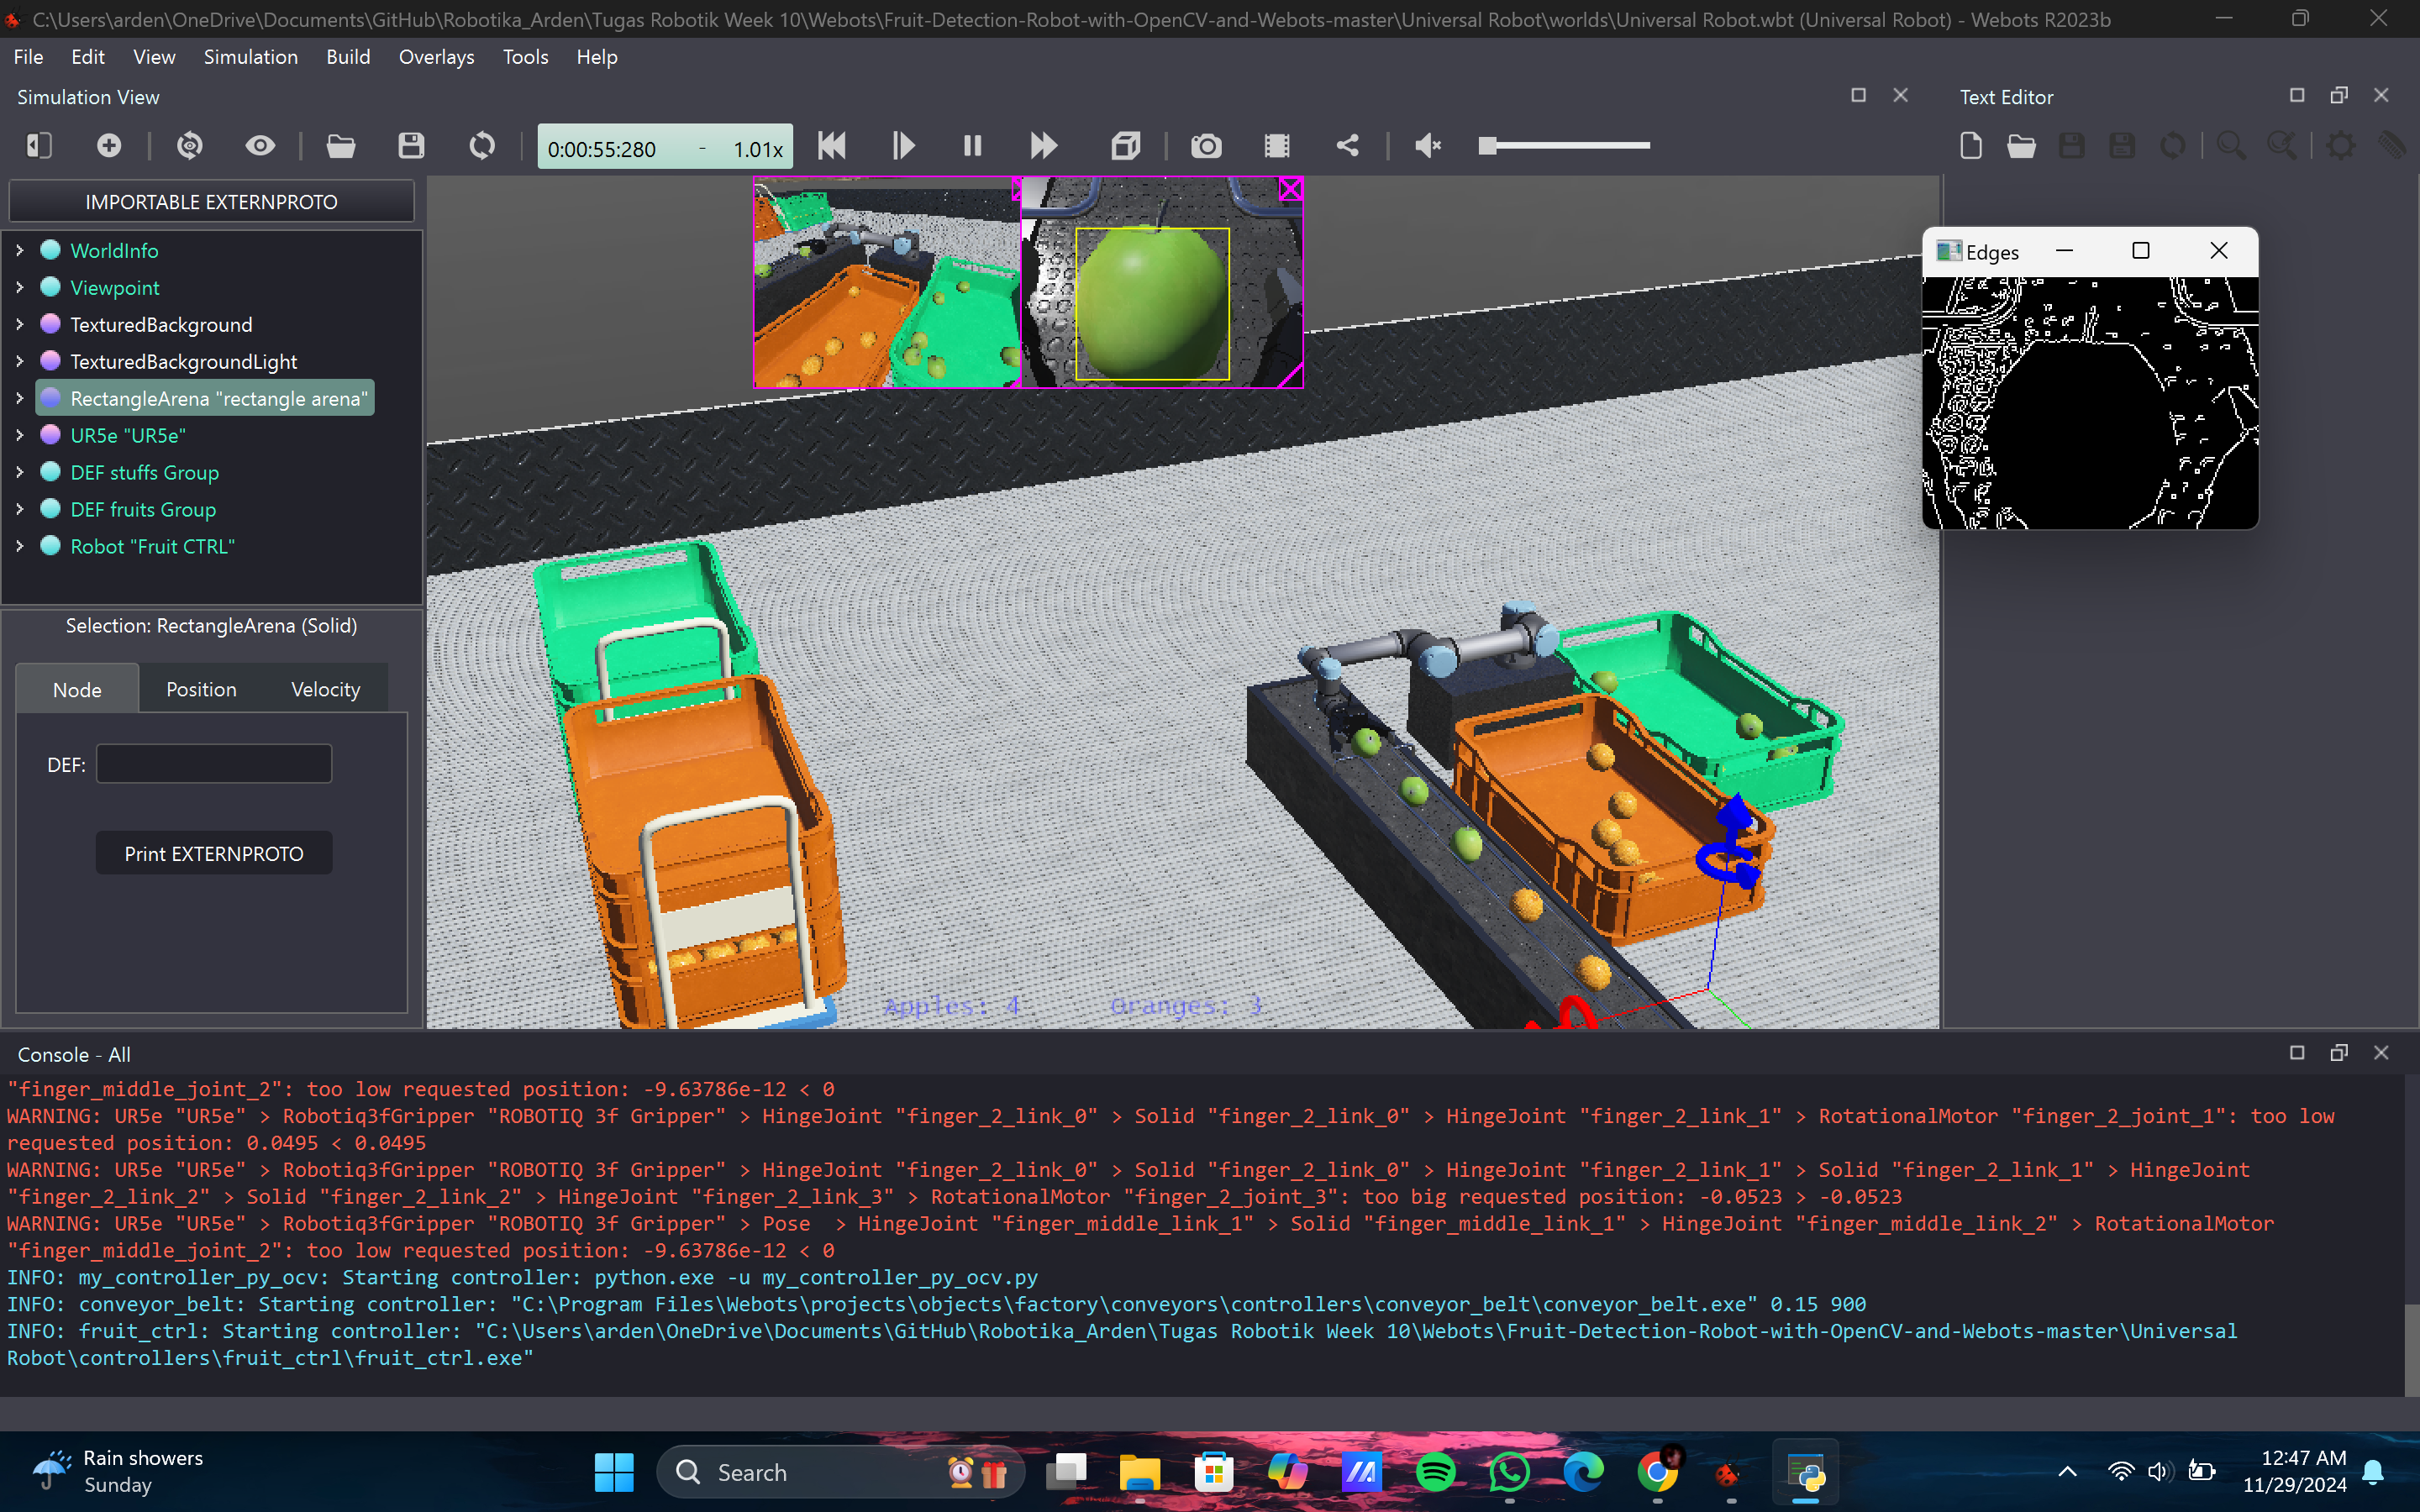 C:\Users\arden\OneDrive\Documents\GitHub\Robotika_Arden\Tugas Robotik Week 10\Webots\Fruit-Detection-Robot-with-OpenCV-and-Webots-master\Universal Robot\worlds\Universal Robot.wbt (Universal Robot) - Webots R2023b
File Edit View Simulation Build Overlays Tools Help
Simulation View
Text Editor
0:00:55:280 - 1.01x
IMPORTABLE EXTERNPROTO
WorldInfo
Viewpoint
TexturedBackground
TexturedBackgroundLight
RectangleArena "rectangle arena"
UR5e "UR5e"
DEF stuffs Group
DEF fruits Group
Robot "Fruit CTRL"
Edges
Selection: RectangleArena (Solid)
Node Position Velocity
DEF:
Print EXTERNPROTO
Apples: 4 Oranges: 3
Console - All
"finger_middle_joint_2": too low requested position: -9.63786e-12 < 0
WARNING: UR5e "UR5e" > Robotiq3fGripper "ROBOTIQ 3f Gripper" > HingeJoint "finger_2_link_0" > Solid "finger_2_link_0" > HingeJoint "finger_2_link_1" > RotationalMotor "finger_2_joint_1": too low
requested position: 0.0495 < 0.0495
WARNING: UR5e "UR5e" > Robotiq3fGripper "ROBOTIQ 3f Gripper" > HingeJoint "finger_2_link_0" > Solid "finger_2_link_0" > HingeJoint "finger_2_link_1" > Solid "finger_2_link_1" > HingeJoint
"finger_2_link_2" > Solid "finger_2_link_2" > HingeJoint "finger_2_link_3" > RotationalMotor "finger_2_joint_3": too big requested position: -0.0523 > -0.0523
WARNING: UR5e "UR5e" > Robotiq3fGripper "ROBOTIQ 3f Gripper" > Pose  > HingeJoint "finger_middle_link_1" > Solid "finger_middle_link_1" > HingeJoint "finger_middle_link_2" > RotationalMotor
"finger_middle_joint_2": too low requested position: -9.63786e-12 < 0
INFO: my_controller_py_ocv: Starting controller: python.exe -u my_controller_py_ocv.py
INFO: conveyor_belt: Starting controller: "C:\Program Files\Webots\projects\objects\factory\conveyors\controllers\conveyor_belt\conveyor_belt.exe" 0.15 900
INFO: fruit_ctrl: Starting controller: "C:\Users\arden\OneDrive\Documents\GitHub\Robotika_Arden\Tugas Robotik Week 10\Webots\Fruit-Detection-Robot-with-OpenCV-and-Webots-master\Universal
Robot\controllers\fruit_ctrl\fruit_ctrl.exe"
Rain showers
Sunday
Search
12:47 AM
11/29/2024